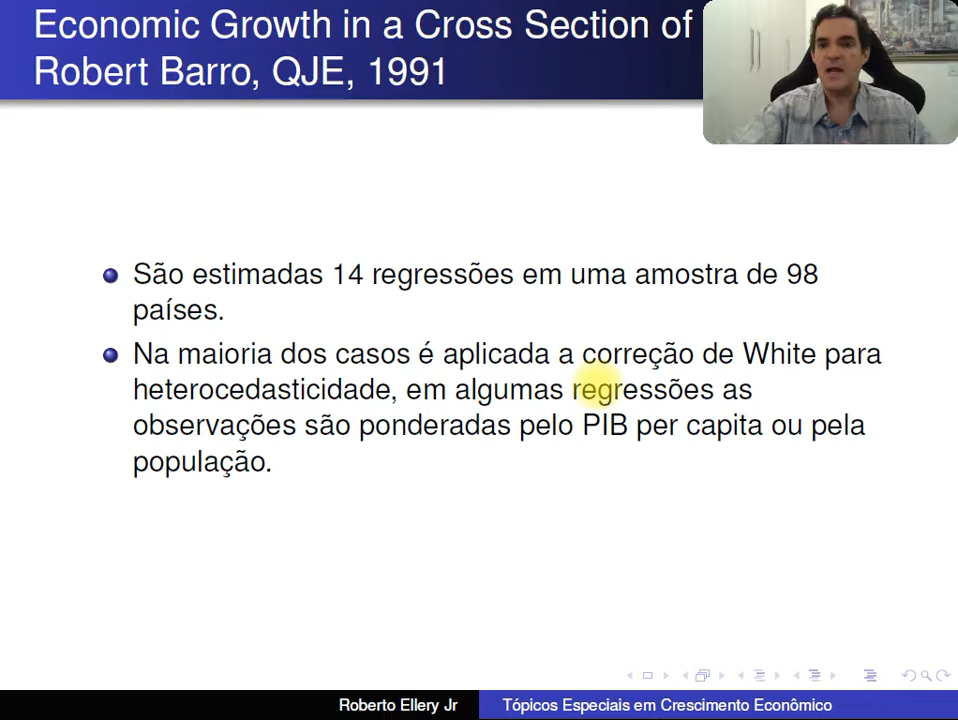 Economic Growth in a Cross Section of
Robert Barro, QJE, 1991
São estimadas 14 regressões em uma amostra de 98
países.
Na maioria dos casos é aplicada a correção de White para
heterocedasticidade, em algumas regressões as
observações são ponderadas pelo PIB per capita ou pela
população.
Roberto Ellery Jr
Tópicos Especiais em Crescimento Econômico